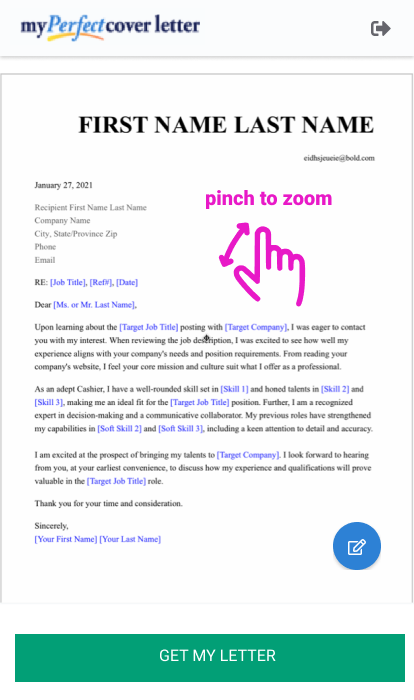 myPerfectcover letter
FIRST NAME LAST NAME
eidhsjeueie@bold.com
January 27, 2021
pinch to zoom
Recipient First Name Last Name
Company Name
City, State/Province Zip
Phone
Email
RE: [Job Title], [Ref#], [Date]
Dear [Ms. or Mr. Last Name],
Upon learning about the [Target Job Title] posting with [Target Company], I was eager to contact
you with my interest. When reviewing the job description, I was excited to see how well my
experience aligns with your company's needs and position requirements. From reading your
company's website, I feel your core mission and culture suit what I offer as a professional.
As an adept Cashier, I have a well-rounded skill set in [Skill 1] and honed talents in [Skill 2] and
[Skill 3], making me an ideal fit for the [Target Job Title] position. Further, I am a recognized
expert in decision-making and a communicative collaborator. My previous roles have strengthened
my capabilities in [Soft Skill 2] and [Soft Skill 3], including a keen attention to detail and accuracy.
I am excited at the prospect of bringing my talents to [Target Company]. I look forward to hearing
from you, at your earliest convenience, to discuss how my experience and qualifications will prove
valuable in the [Target Job Title] role.
Thank you for your time and consideration.
Sincerely,
[Your First Name] [Your Last Name]
GET MY LETTER